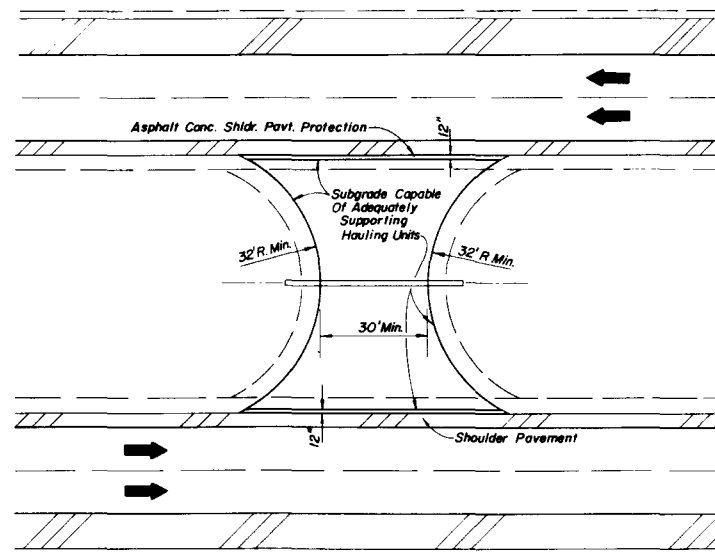 12"
Asphalt Conc. Shldr. Pavt. Protection
Subgrade Capable
Of Adequately
Supporting
Hauling Units
32' R. Min.
32' R Min.
30' Min.
12"
Shoulder Pavement